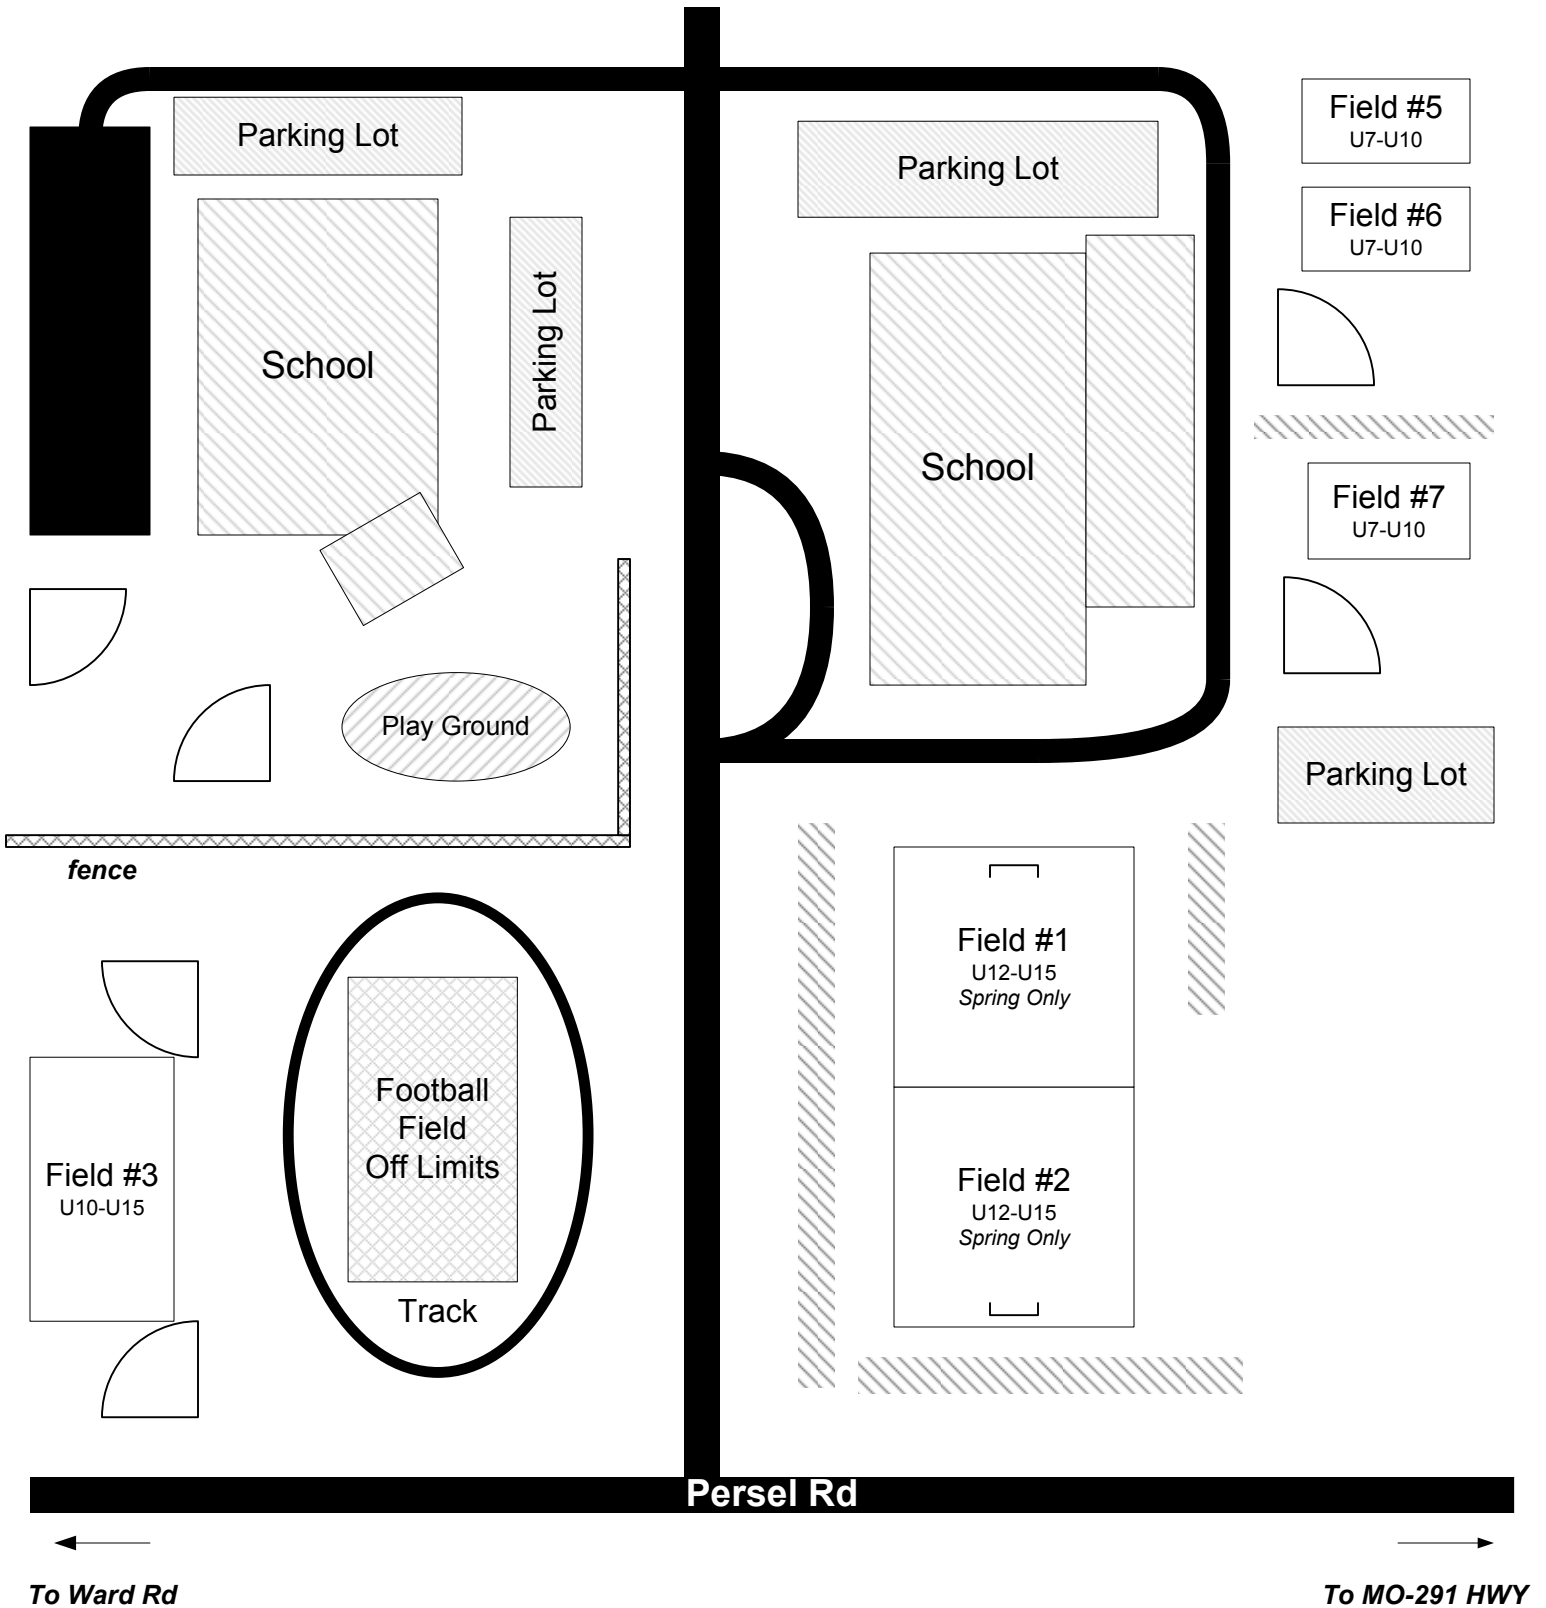 Parking Lot
Parking Lot
Field #5
U7-U10
Field #6
U7-U10
School
Parking Lot
School
Field #7
U7-U10
Play Ground
Parking Lot
fence
Field #1
U12-U15
Spring Only
Football
Field
Off Limits
Field #3
U10-U15
Field #2
U12-U15
Spring Only
Track
Persel Rd
To Ward Rd
To MO-291 HWY